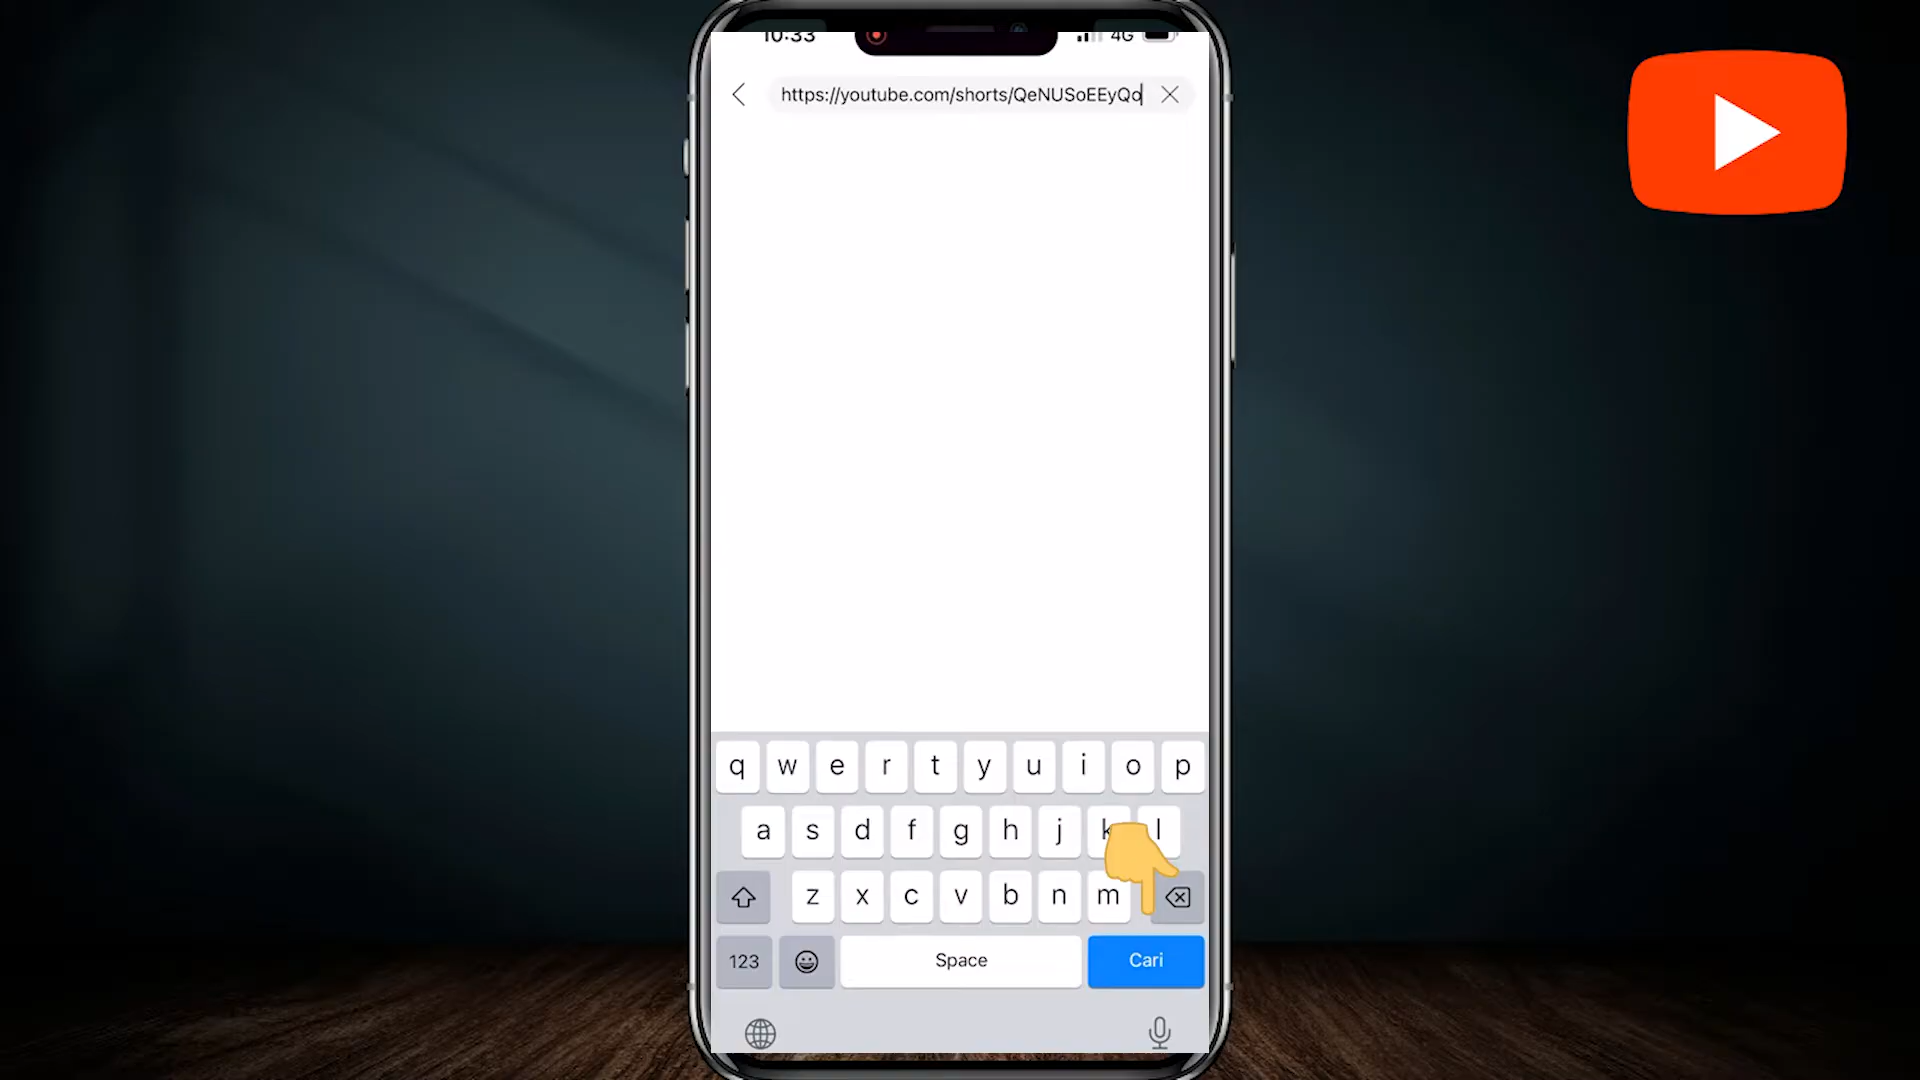 10:33 4G
https://youtube.com/shorts/QeNUSoEEyQo
q w e r t y u i o p
a s d f g h j k l
z x c v b n m
123 Space Cari